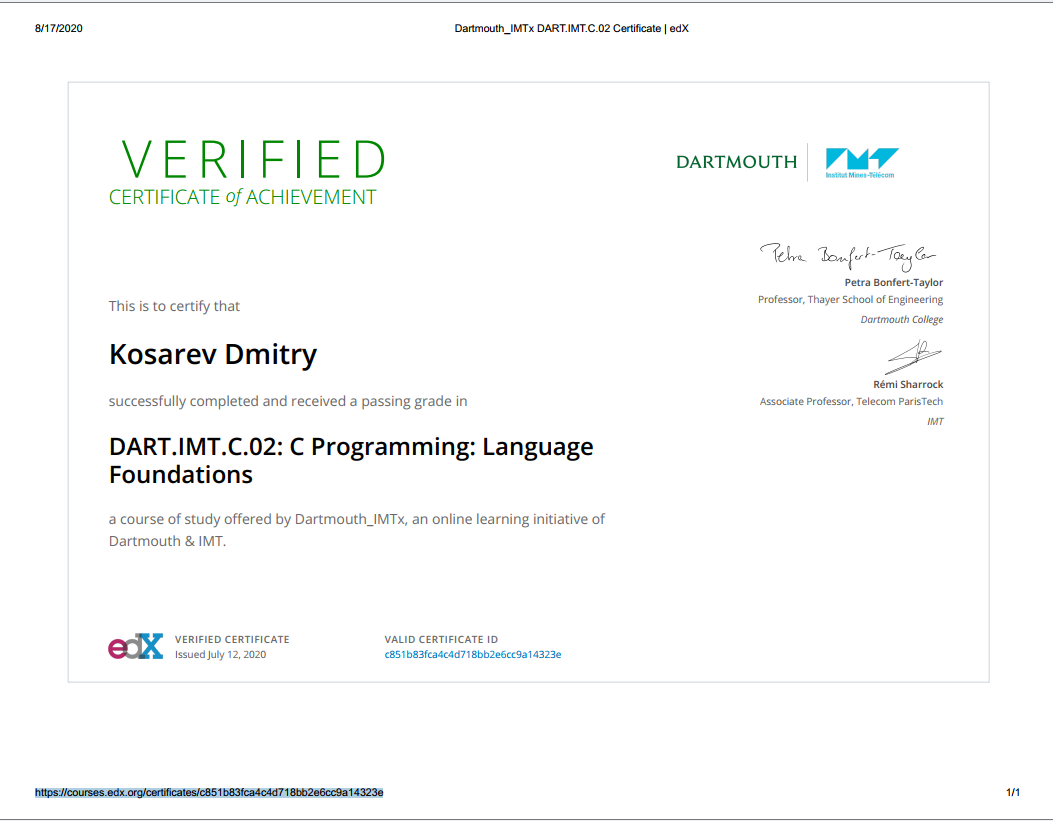 8/17/2020
Dartmouth_IMTx DART.IMT.C.02 Certificate | edX
VERIFIED
CERTIFICATE of ACHIEVEMENT
DARTMOUTH
IMT
Institut Mines-Télécom
Petra Bonfert-Taylor
Petra Bonfert-Taylor
Professor, Thayer School of Engineering
Dartmouth College
Rémi Sharrock
Associate Professor, Telecom ParisTech
IMT
This is to certify that
Kosarev Dmitry
successfully completed and received a passing grade in
DART.IMT.C.02: C Programming: Language
Foundations
a course of study offered by Dartmouth_IMTx, an online learning initiative of
Dartmouth & IMT.
edX
VERIFIED CERTIFICATE
Issued July 12, 2020
VALID CERTIFICATE ID
c851b83fca4c4d718bb2e6cc9a14323e
https://courses.edx.org/certificates/c851b83fca4c4d718bb2e6cc9a14323e
1/1